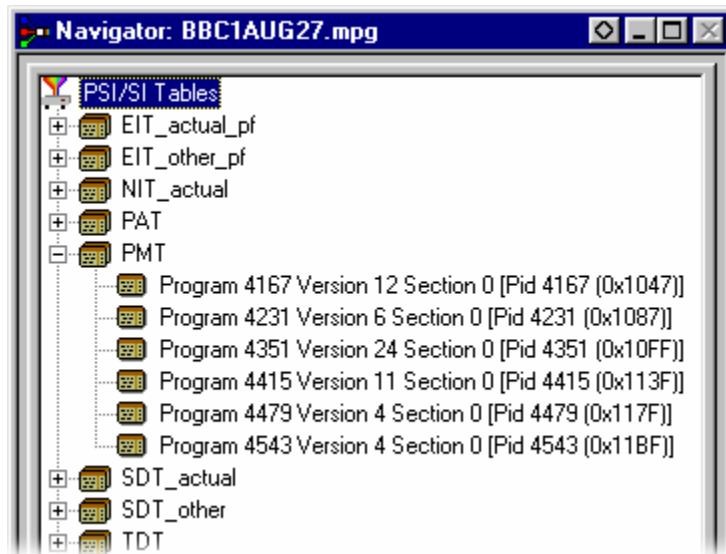 Navigator: BBC1AUG27.mpg
PSI/SI Tables
EIT_actual_pf
EIT_other_pf
NIT_actual
PAT
PMT
Program 4167 Version 12 Section 0 [Pid 4167 (0x1047)]
Program 4231 Version 6 Section 0 [Pid 4231 (0x1087)]
Program 4351 Version 24 Section 0 [Pid 4351 (0x10FF)]
Program 4415 Version 11 Section 0 [Pid 4415 (0x113F)]
Program 4479 Version 4 Section 0 [Pid 4479 (0x117F)]
Program 4543 Version 4 Section 0 [Pid 4543 (0x11BF)]
SDT_actual
SDT_other
TDT